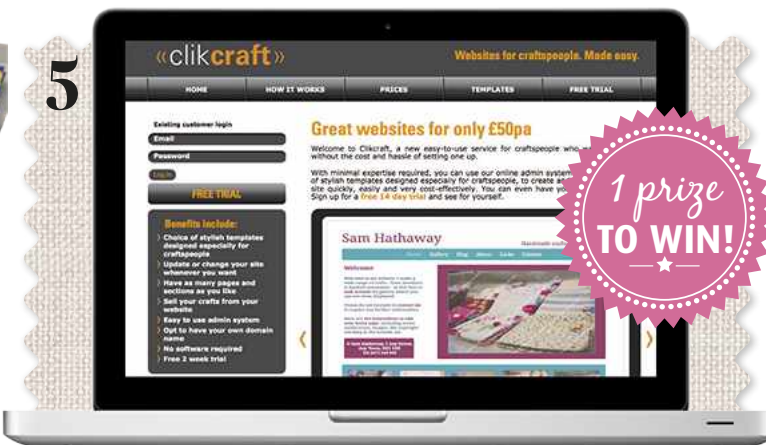 5
«clikcraft»
Websites for craftspeople. Made easy.
HOME HOW IT WORKS PRICES TEMPLATES FREE TRIAL
Existing customer login
Email
Password
Log in
FREE TRIAL
Benefits include:
〉 Choice of stylish templates
designed especially for
craftspeople
〉 Update or change your site
whenever you want
〉 Have as many pages and
sections as you like
〉 Sell your crafts from your
website
〉 Easy to use admin system
〉 Opt to have your own domain
name
〉 No software required
〉 Free 2 week trial
Great websites for only £50pa
Welcome to Clikcraft, a new easy-to-use service for craftspeople who
without the cost and hassle of setting one up.
With minimal expertise required, you can use our online admin system
of stylish templates designed especially for craftspeople, to create
site quickly, easily and very cost-effectively. You can even have
Sign up for a free 14 day trial and see for yourself.
Sam Hathaway
Handmade
Home Gallery Blog About Links Contact
Welcome
1 prize
TO WIN!